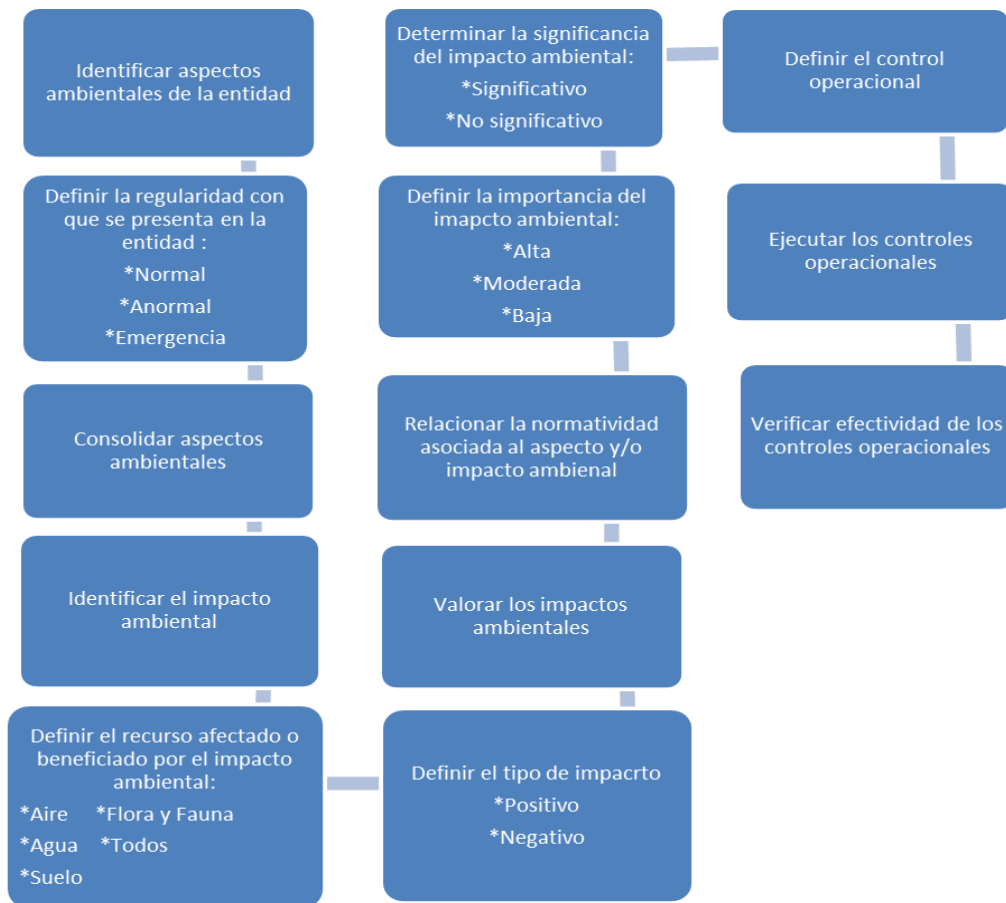 Identificar aspectos
ambientales de la entidad
Definir la regularidad con
que se presenta en la
entidad :
*Normal
*Anormal
*Emergencia
Consolidar aspectos
ambientales
Identificar el impacto
ambiental
Definir el recurso afectado o
beneficiado por el impacto
ambiental:
*Aire *Flora y Fauna
*Agua *Todos
*Suelo
Definir el tipo de impacrto
*Positivo
*Negativo
Valorar los impactos
ambientales
Relacionar la normatividad
asociada al aspecto y/o
impacto ambienal
Definir la importancia del
imapcto ambiental:
*Alta
*Moderada
*Baja
Determinar la significancia
del impacto ambiental:
*Significativo
*No significativo
Definir el control
operacional
Ejecutar los controles
operacionales
Verificar efectividad de los
controles operacionales